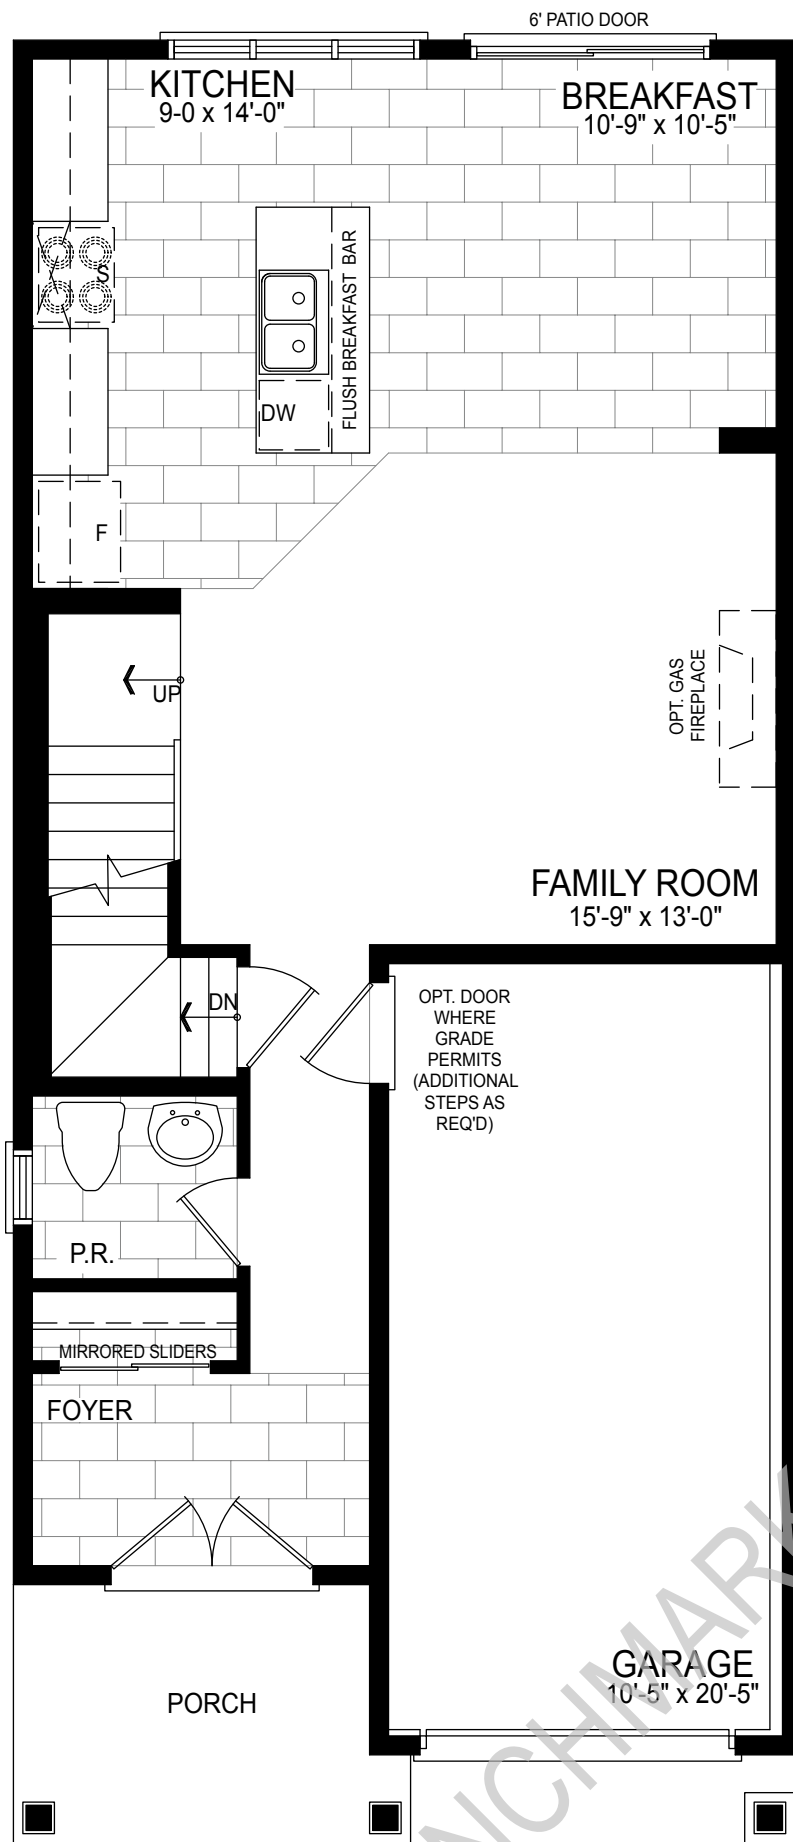 6' PATIO DOOR
KITCHEN
9-0 x 14'-0"
BREAKFAST
10'-9" x 10'-5"
S
FLUSH BREAKFAST BAR
DW
F
UP
OPT. GAS
FIREPLACE
FAMILY ROOM
15'-9" x 13'-0"
DN
OPT. DOOR
WHERE
GRADE
PERMITS
(ADDITIONAL
STEPS AS
REQ'D)
P.R.
MIRRORED SLIDERS
FOYER
GARAGE
10'-5" x 20'-5"
PORCH
NCHMARK